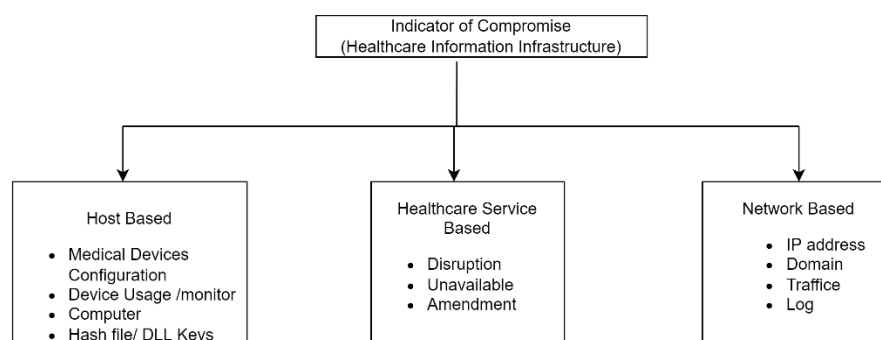 Indicator of Compromise
(Healthcare Information Infrastructure)
Host Based
• Medical Devices
Configuration
• Device Usage /monitor
• Computer
• Hash file/ DLL Keys
Healthcare Service
Based
• Disruption
• Unavailable
• Amendment
Network Based
• IP address
• Domain
• Traffice
• Log